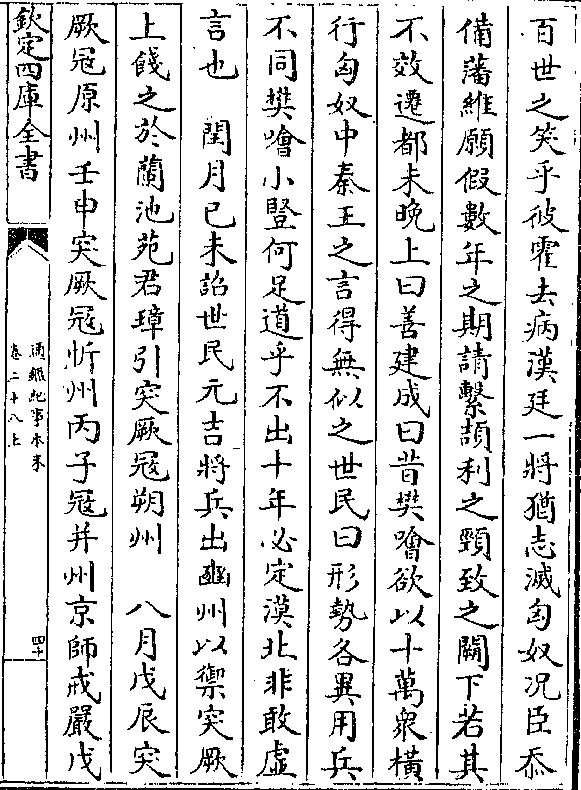 百世之笑乎彼霍去病漢廷一將猶志滅匈奴况臣忝
備藩維願假數年之期請繫頡利之頸致之闕下若其
不效遷都未晚上曰善建成曰昔樊噲欲以十萬衆橫
行匈奴中秦王之言得無似之世民曰形勢各異用兵
不同樊噲小豎何足道乎不出十年必定漠北非敢虛
言也　閏月已未詔世民元吉將兵出豳州以禦突厥
上餞之於蘭池苑君璋引突厥冦朔州　八月戊辰突
厥冦原州壬申突厥冦忻州丙子冦并州京師戒嚴戊
欽定四庫全書
通鑑紀事本末
卷二十八上
四十